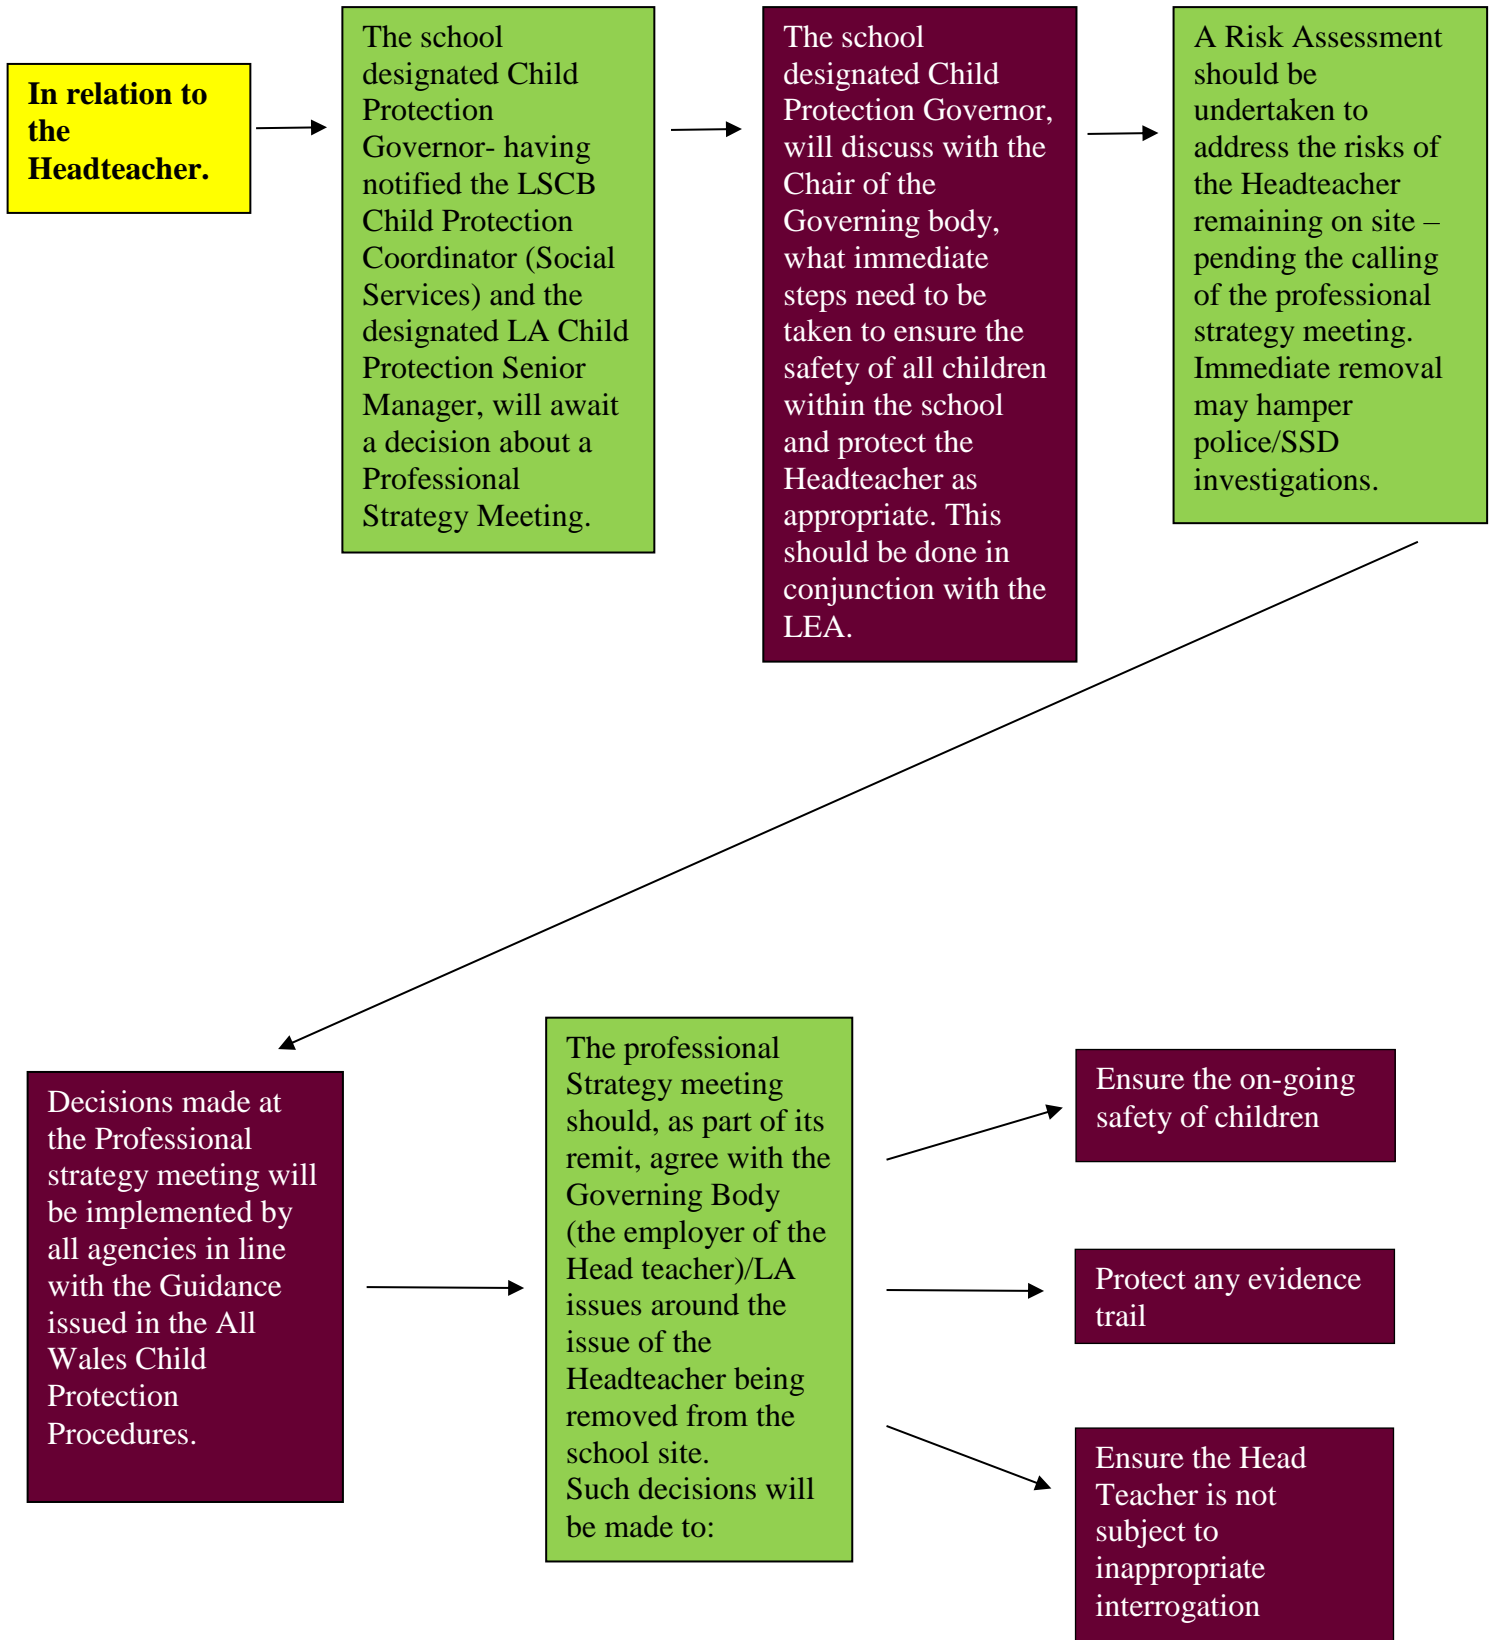 In relation to
the
Headteacher.
The school
designated Child
Protection
Governor- having
notified the LSCB
Child Protection
Coordinator (Social
Services) and the
designated LA Child
Protection Senior
Manager, will await
a decision about a
Professional
Strategy Meeting.
The school
designated Child
Protection Governor,
will discuss with the
Chair of the
Governing body,
what immediate
steps need to be
taken to ensure the
safety of all children
within the school
and protect the
Headteacher as
appropriate. This
should be done in
conjunction with the
LEA.
A Risk Assessment
should be
undertaken to
address the risks of
the Headteacher
remaining on site –
pending the calling
of the professional
strategy meeting.
Immediate removal
may hamper
police/SSD
investigations.
Decisions made at
the Professional
strategy meeting will
be implemented by
all agencies in line
with the Guidance
issued in the All
Wales Child
Protection
Procedures.
The professional
Strategy meeting
should, as part of its
remit, agree with the
Governing Body
(the employer of the
Head teacher)/LA
issues around the
issue of the
Headteacher being
removed from the
school site.
Such decisions will
be made to:
Ensure the on-going
safety of children
Protect any evidence
trail
Ensure the Head
Teacher is not
subject to
inappropriate
interrogation